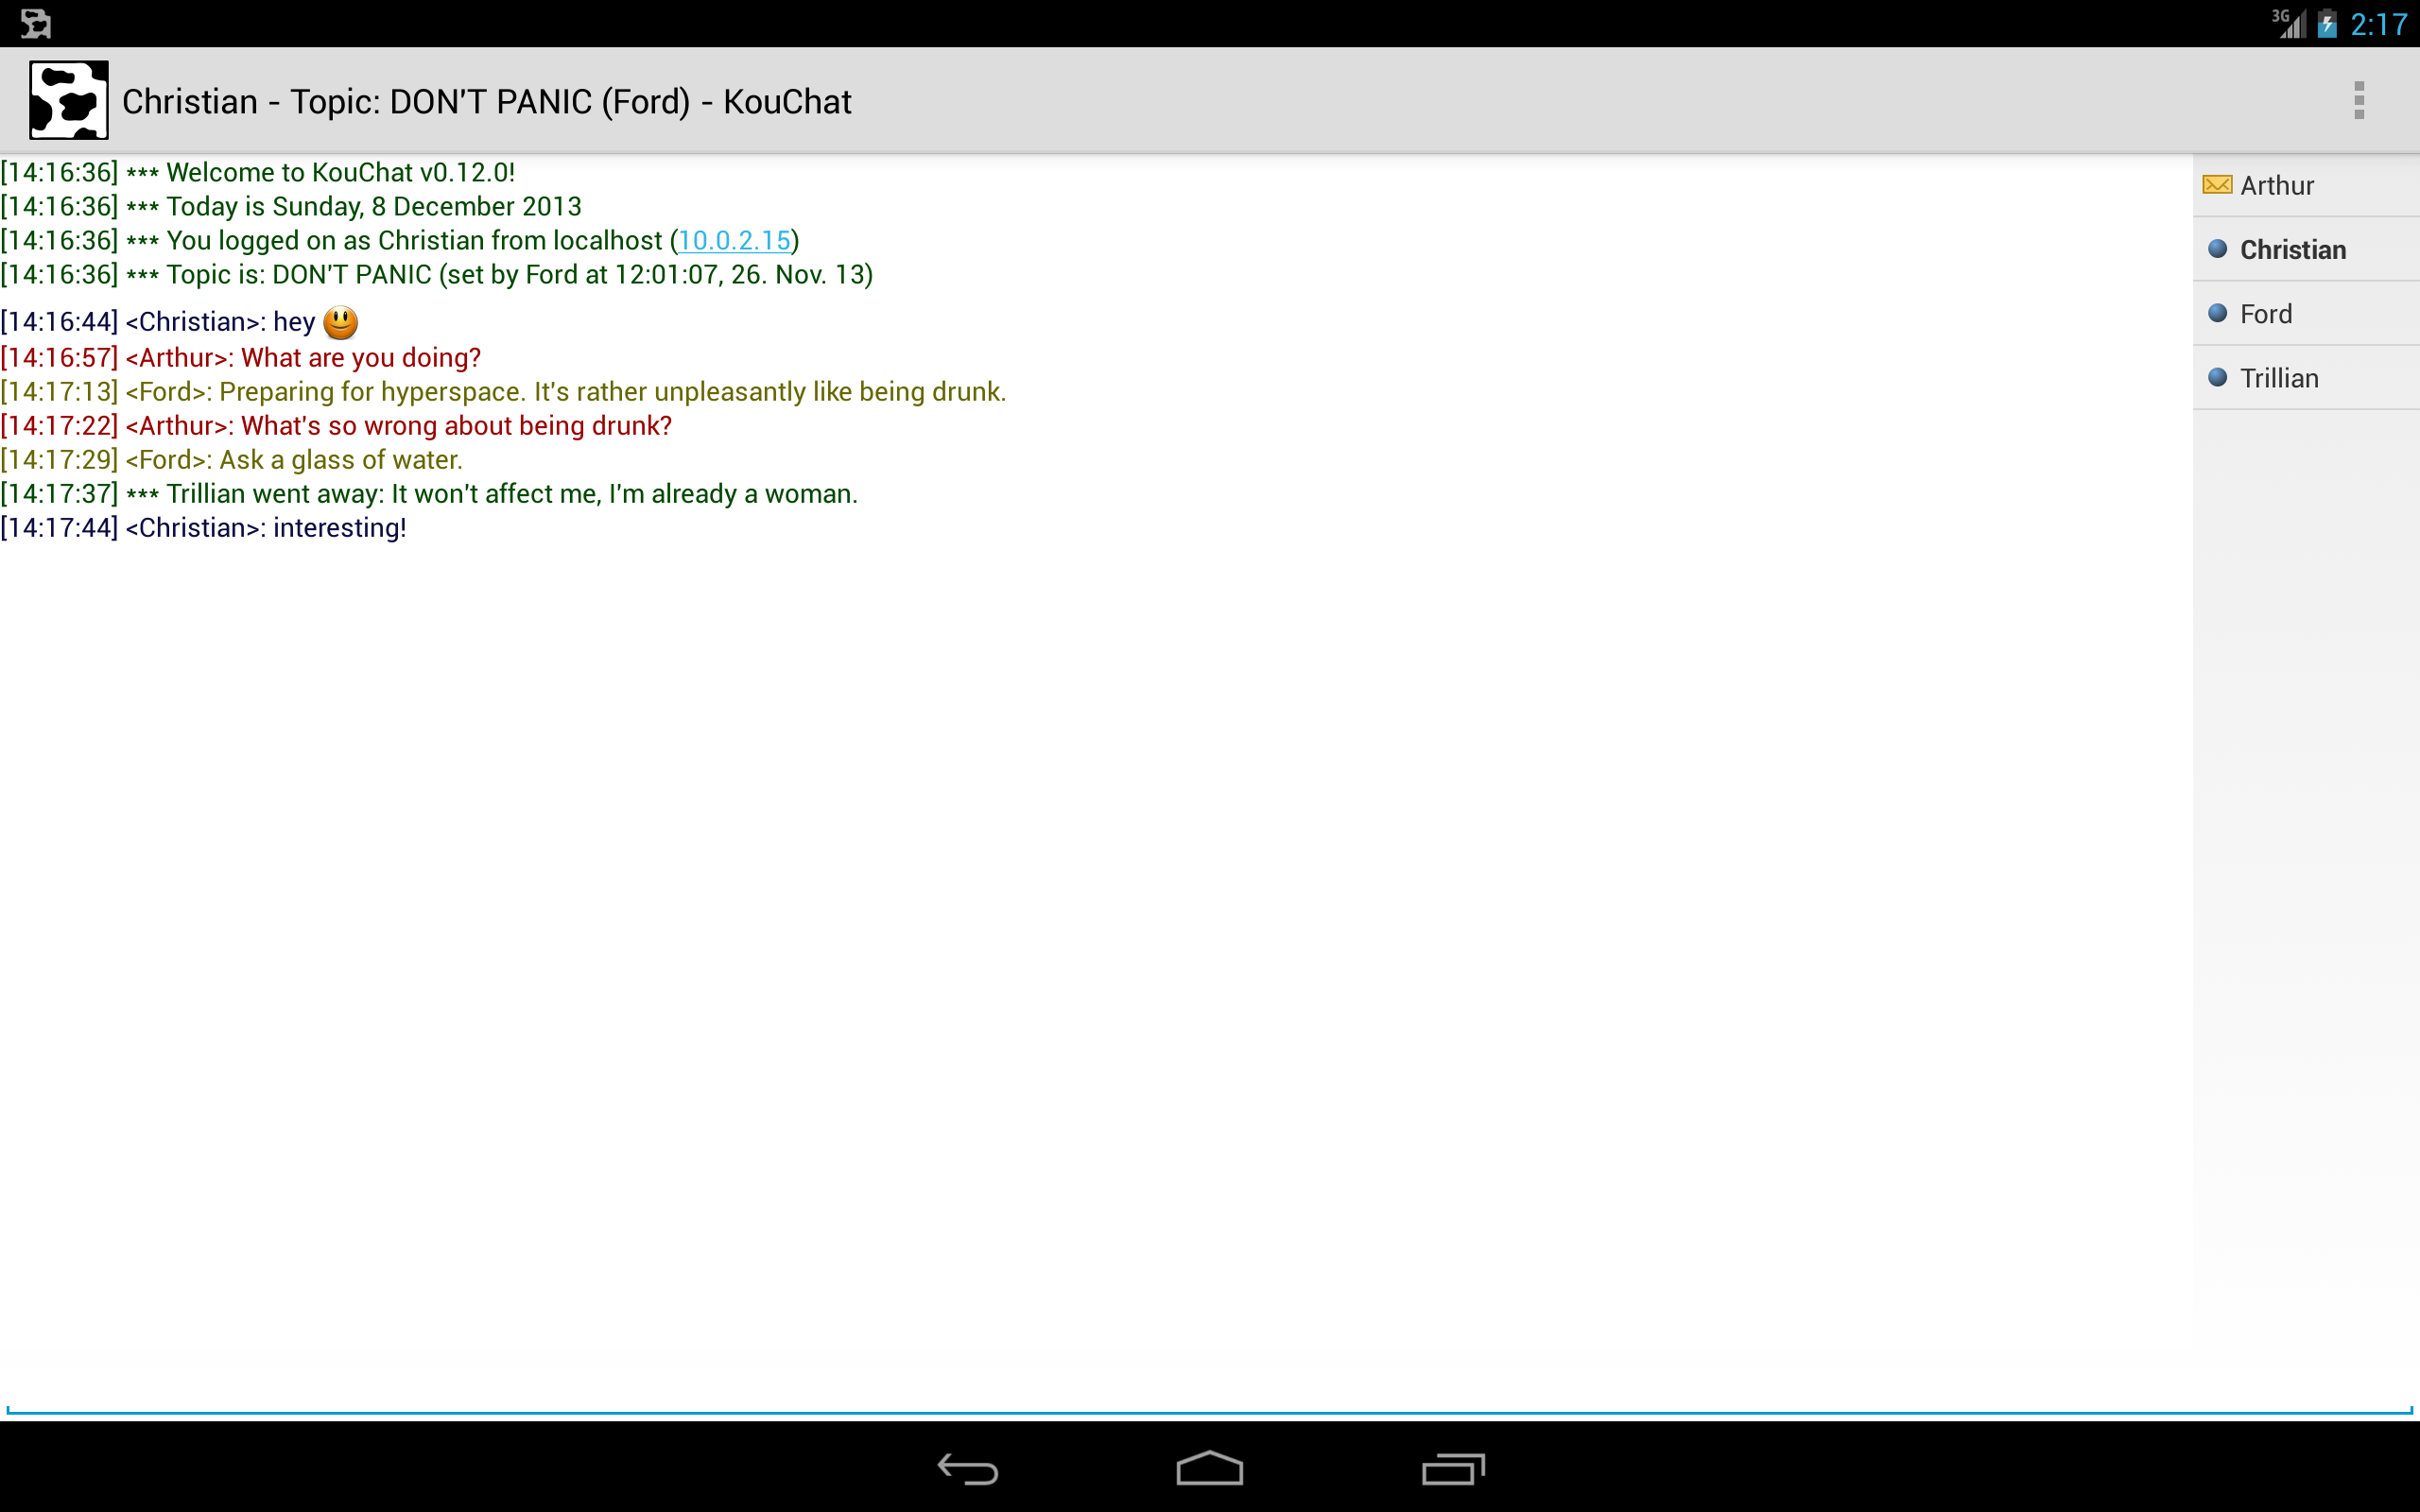 3G 2:17
Christian - Topic: DON'T PANIC (Ford) - KouChat
[14:16:36] *** Welcome to KouChat v0.12.0!
[14:16:36] *** Today is Sunday, 8 December 2013
[14:16:36] *** You logged on as Christian from localhost (10.0.2.15)
[14:16:36] *** Topic is: DON'T PANIC (set by Ford at 12:01:07, 26. Nov. 13)
[14:16:44] <Christian>: hey
[14:16:57] <Arthur>: What are you doing?
[14:17:13] <Ford>: Preparing for hyperspace. It's rather unpleasantly like being drunk.
[14:17:22] <Arthur>: What's so wrong about being drunk?
[14:17:29] <Ford>: Ask a glass of water.
[14:17:37] *** Trillian went away: It won't affect me, I'm already a woman.
[14:17:44] <Christian>: interesting!
Arthur
Christian
Ford
Trillian